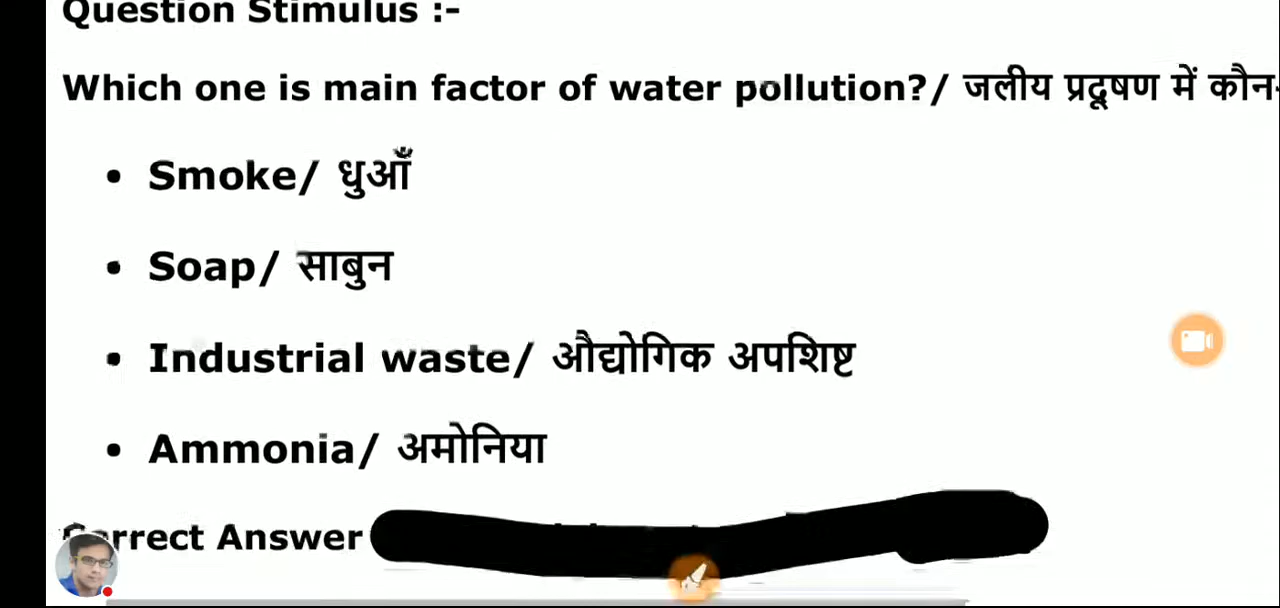 Question Stimulus :-
Which one is main factor of water pollution?/ जलीय प्रदूषण में कौन-
• Smoke/ धुआँ
• Soap/ साबुन
• Industrial waste/ औद्योगिक अपशिष्ट
• Ammonia/ अमोनिया
Correct Answer